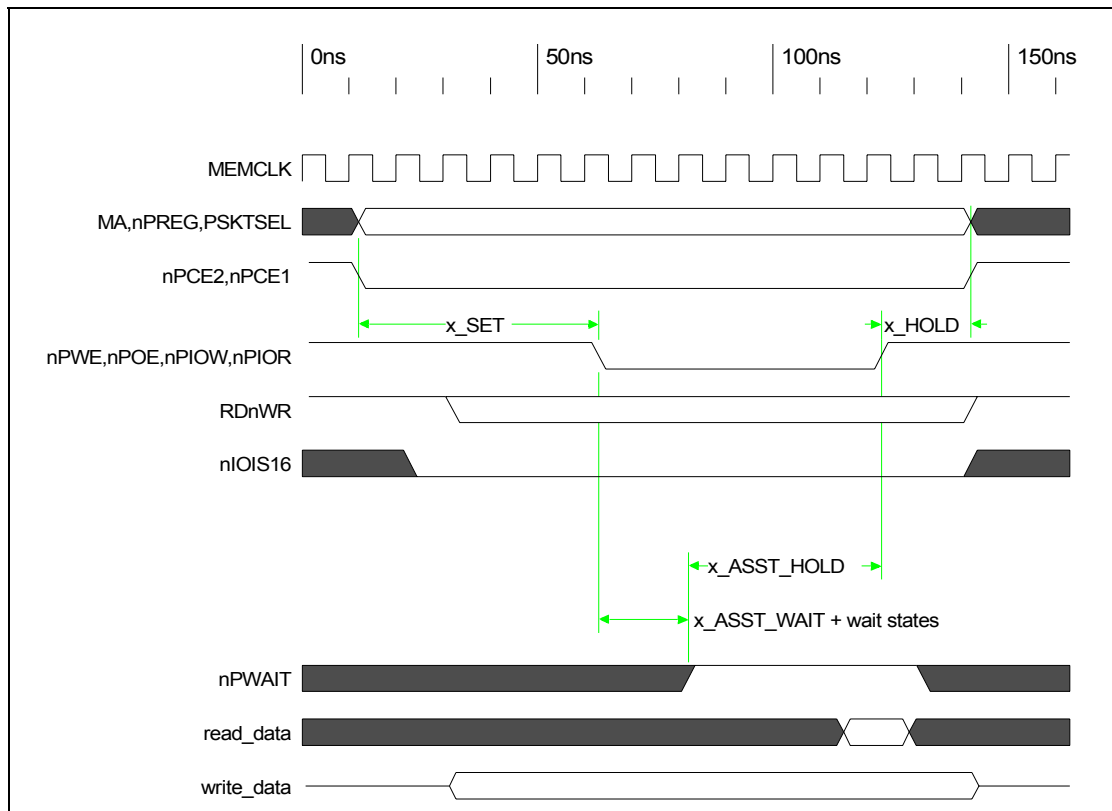 0ns 50ns 100ns 150ns
MEMCLK
MA,nPREG,PSKTSEL
nPCE2,nPCE1
x_SET x_HOLD
nPWE,nPOE,nPIOW,nPIOR
RDnWR
nIOIS16
x_ASST_HOLD
x_ASST_WAIT + wait states
nPWAIT
read_data
write_data